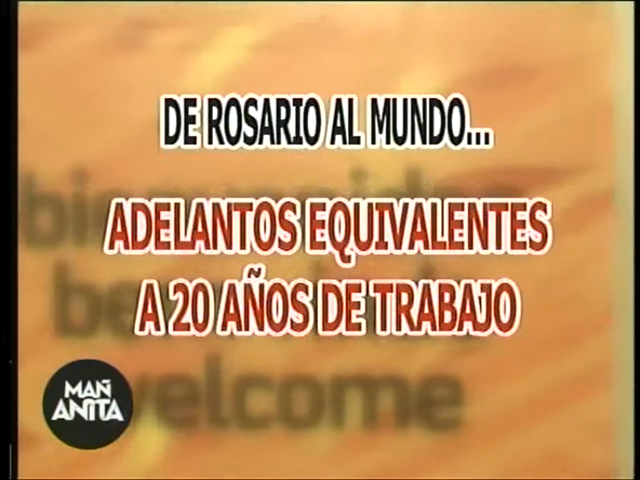 DE ROSARIO AL MUNDO...
ADELANTOS EQUIVALENTES
A 20 AÑOS DE TRABAJO
MAÑ
ANITA
welcome